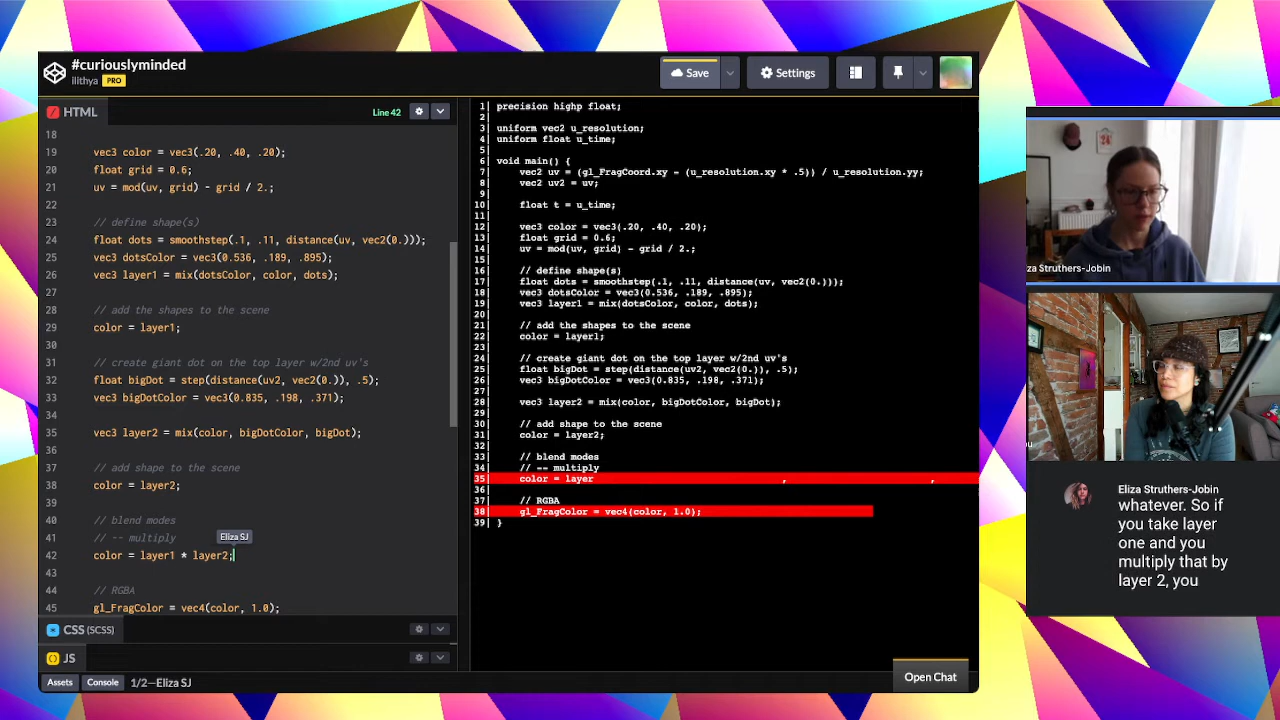 #curiouslyminded
ilithya PRO
Save
Settings
HTML
Line 42
18
19 vec3 color = vec3(.20, .40, .20);
20 float grid = 0.6;
21 uv = mod(uv, grid) - grid / 2.;
22
23 // define shape(s)
24 float dots = smoothstep(.1, .11, distance(uv, vec2(0.)));
25 vec3 dotsColor = vec3(0.536, .189, .895);
26 vec3 layer1 = mix(dotsColor, color, dots);
27
28 // add the shapes to the scene
29 color = layer1;
30
31 // create giant dot on the top layer w/2nd uv's
32 float bigDot = step(distance(uv2, vec2(0.)), .5);
33 vec3 bigDotColor = vec3(0.835, .198, .371);
34
35 vec3 layer2 = mix(color, bigDotColor, bigDot);
36
37 // add shape to the scene
38 color = layer2;
39
40 // blend modes
41 // -- multiply
Eliza SJ
42 color = layer1 * layer2;
43
44 // RGBA
45 gl_FragColor = vec4(color, 1.0);
CSS (SCSS)
JS
Assets Console 1/2—Eliza SJ
1 precision highp float;
2
3 uniform vec2 u_resolution;
4 uniform float u_time;
5
6 void main() {
7 vec2 uv = (gl_FragCoord.xy - (u_resolution.xy * .5)) / u_resolution.yy;
8 vec2 uv2 = uv;
9
10 float t = u_time;
11
12 vec3 color = vec3(.20, .40, .20);
13 float grid = 0.6;
14 uv = mod(uv, grid) - grid / 2.;
15
16 // define shape(s)
17 float dots = smoothstep(.1, .11, distance(uv, vec2(0.)));
18 vec3 dotsColor = vec3(0.536, .189, .895);
19 vec3 layer1 = mix(dotsColor, color, dots);
20
21 // add the shapes to the scene
22 color = layer1;
23
24 // create giant dot on the top layer w/2nd uv's
25 float bigDot = step(distance(uv2, vec2(0.)), .5);
26 vec3 bigDotColor = vec3(0.835, .198, .371);
27
28 vec3 layer2 = mix(color, bigDotColor, bigDot);
29
30 // add shape to the scene
31 color = layer2;
32
33 // blend modes
34 // -- multiply
35 color = layer , ,
36
37 // RGBA
38 gl_FragColor = vec4(color, 1.0);
39 }
Open Chat
za Struthers-Jobin
Eliza Struthers-Jobin
whatever. So if
you take layer
one and you
multiply that by
layer 2, you